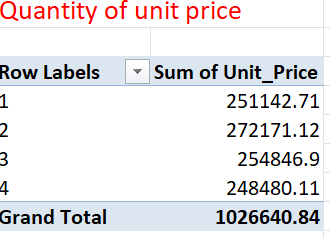 Quantity of unit price
Row Labels Sum of Unit_Price
1 251142.71
2 272171.12
3 254846.9
4 248480.11
Grand Total 1026640.84